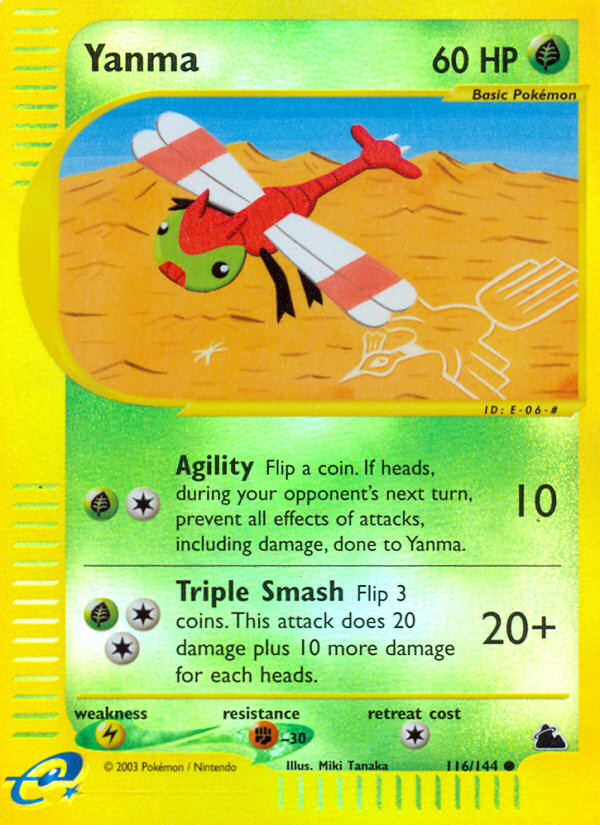 Yanma 60 HP
Basic Pokémon
ID: E-06-#
Agility Flip a coin. If heads,
during your opponent's next turn,
prevent all effects of attacks,
including damage, done to Yanma.
10
Triple Smash Flip 3
coins. This attack does 20
damage plus 10 more damage
for each heads.
20+
weakness resistance retreat cost
-30
© 2003 Pokémon / Nintendo Illus. Miki Tanaka 116/144
e